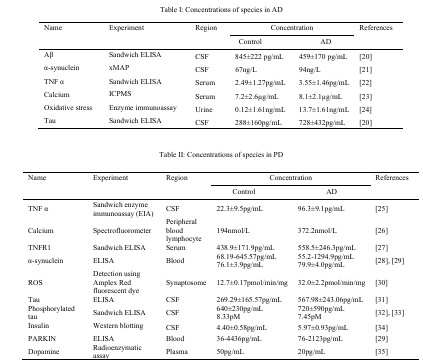 Table I: Concentrations of species in AD
Name Experiment Region Concentration References
Control AD
Aβ Sandwich ELISA CSF 845±222 pg/mL 459±170 pg/mL [20]
α-synuclein xMAP CSF 67ng/L 94ng/L [21]
TNF α Sandwich ELISA Serum 2.49±1.27pg/mL 3.55±1.46pg/mL [22]
Calcium ICPMS Serum 7.2±2.6μg/mL 8.1±2.1μg/mL [23]
Oxidative stress Enzyme immunoassay Urine 0.12±1.61ng/mL 13.7±1.61ng/mL [24]
Tau Sandwich ELISA CSF 288±160pg/mL 728±432pg/mL [20]
Table II: Concentrations of species in PD
Name Experiment Region Concentration References
Control AD
TNF α Sandwich enzyme immunoassay (EIA) CSF 22.3±9.5pg/mL 96.3±9.1pg/mL [25]
Calcium Spectrofluorometer Peripheral blood lymphocyte 194nmol/L 372.2nmol/L [26]
TNFR1 Sandwich ELISA Serum 438.9±171.9pg/mL 558.5±246.3pg/mL [27]
α-synuclein ELISA Blood 68.19-645.57pg/mL 55.2-1294.9pg/mL [28], [29]
76.1±3.9pg/mL 79.9±4.0pg/mL
ROS Detection using Amplex Red fluorescent dye Synaptosome 12.7±0.17pmol/min/mg 32.0±2.2pmol/min/mg [30]
Tau ELISA CSF 269.29±165.57pg/mL 567.98±243.06pg/mL [31]
Phosphorylated tau Sandwich ELISA CSF 640±230pg/mL 720±590pg/mL [32], [33]
8.33pM 7.45pM
Insulin Western blotting CSF 4.40±0.58pg/mL 5.97±0.93pg/mL [34]
PARKIN ELISA Blood 36-4436pg/mL 76-2123pg/mL [29]
Dopamine Radioenzymatic assay Plasma 50pg/mL 20pg/mL [35]